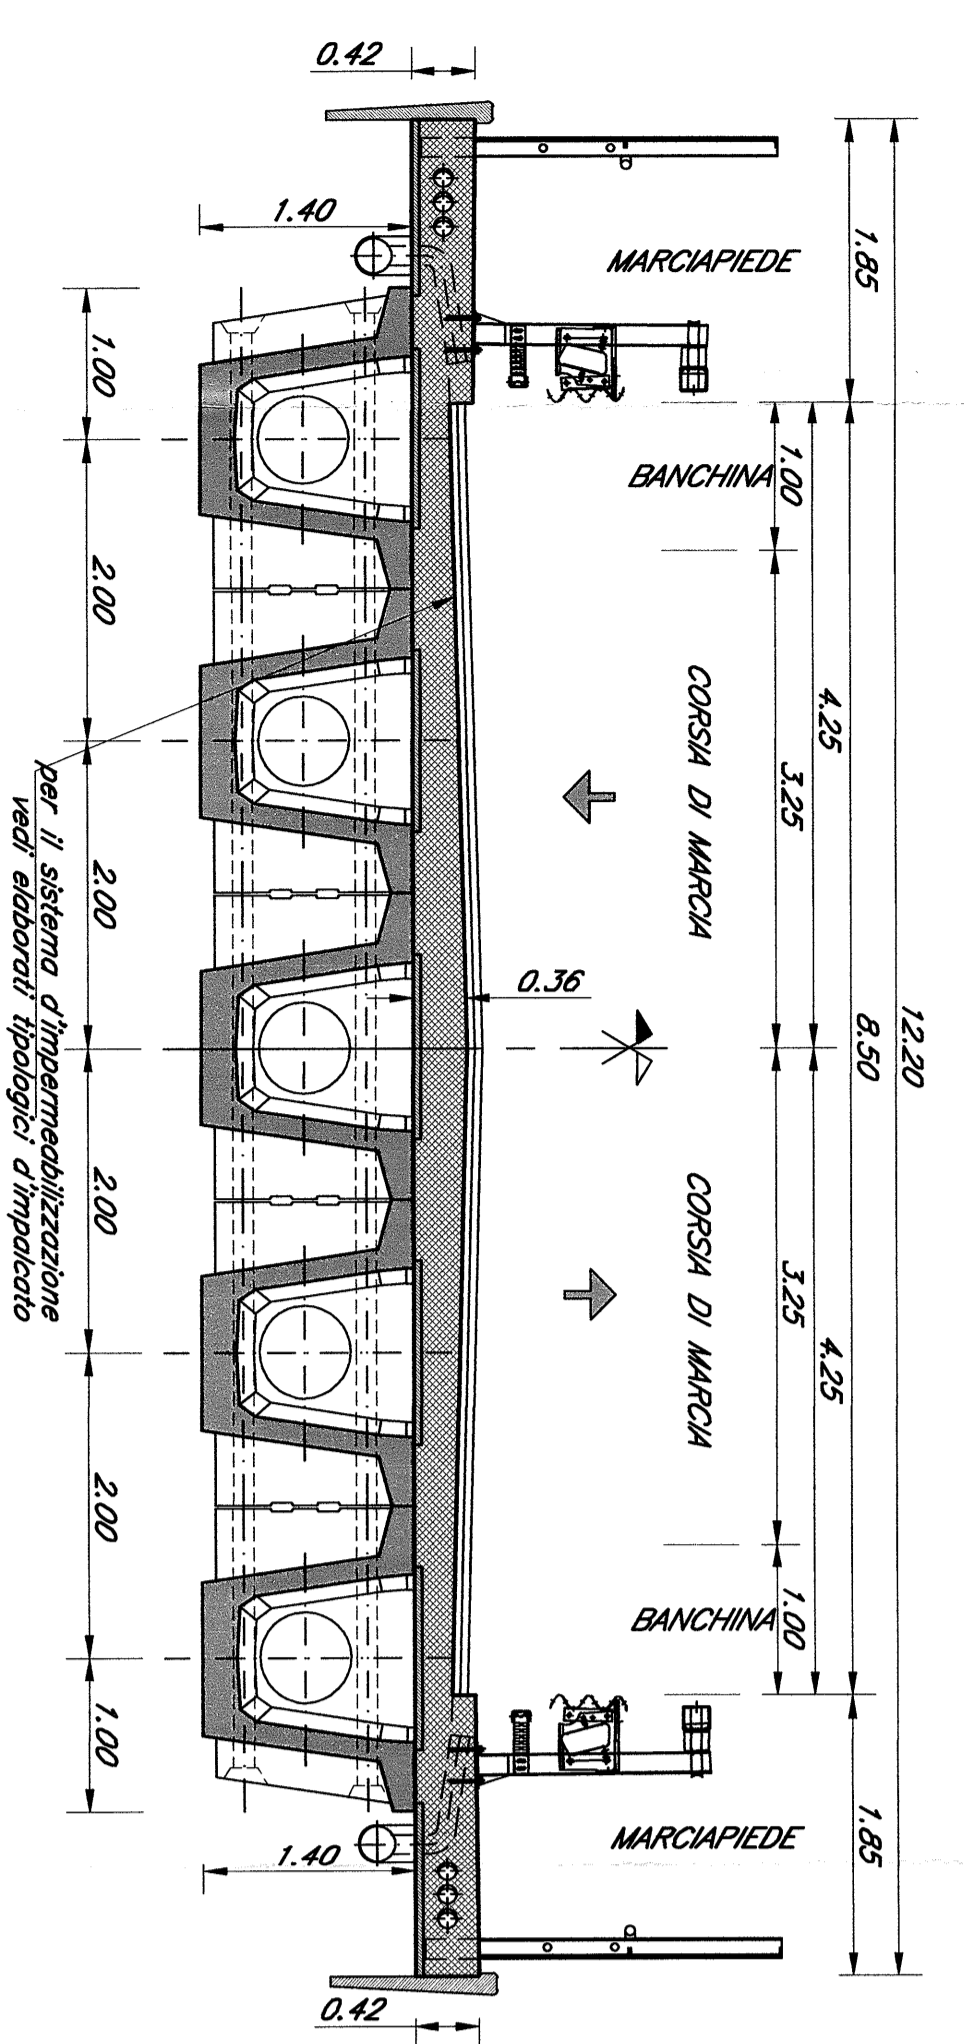 12.20
1.85
8.50
1.85
4.25
4.25
1.00
3.25
3.25
1.00
MARCIAPIEDE
BANCHINA
CORSIA DI MARCIA
CORSIA DI MARCIA
BANCHINA
MARCIAPIEDE
0.42
0.36
0.42
1.40
1.40
1.00
2.00
2.00
2.00
2.00
1.00
per il sistema d'impermeabilizzazione
vedi elaborati tipologici d'impalcato